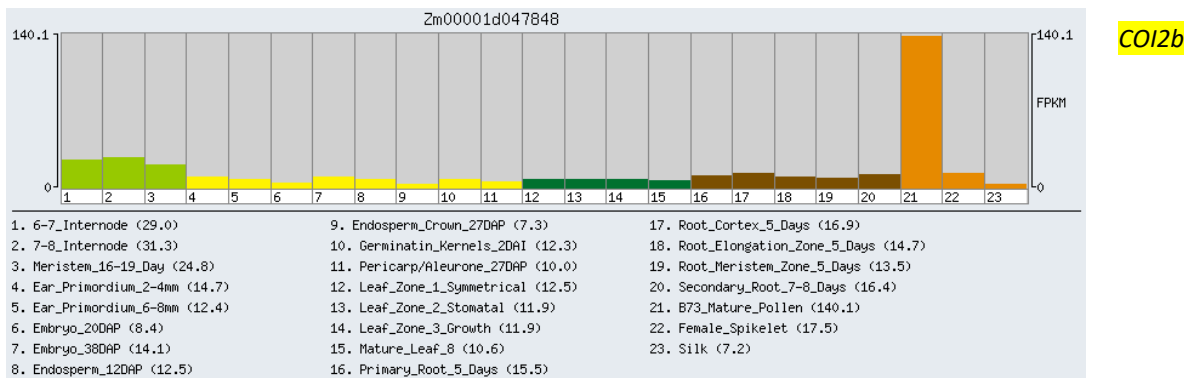 Zm00001d047848
COI2b
140.1
140.1
FPKM
0
0
1 2 3 4 5 6 7 8 9 10 11 12 13 14 15 16 17 18 19 20 21 22 23
1. 6-7_Internode (29.0)
2. 7-8_Internode (31.3)
3. Meristem_16-19_Day (24.8)
4. Ear_Primordium_2-4mm (14.7)
5. Ear_Primordium_6-8mm (12.4)
6. Embryo_20DAP (8.4)
7. Embryo_38DAP (14.1)
8. Endosperm_12DAP (12.5)
9. Endosperm_Crown_27DAP (7.3)
10. Germinatin_Kernels_2DAI (12.3)
11. Pericarp/Aleurone_27DAP (10.0)
12. Leaf_Zone_1_Symmetrical (12.5)
13. Leaf_Zone_2_Stomatal (11.9)
14. Leaf_Zone_3_Growth (11.9)
15. Mature_Leaf_8 (10.6)
16. Primary_Root_5_Days (15.5)
17. Root_Cortex_5_Days (16.9)
18. Root_Elongation_Zone_5_Days (14.7)
19. Root_Meristem_Zone_5_Days (13.5)
20. Secondary_Root_7-8_Days (16.4)
21. B73_Mature_Pollen (140.1)
22. Female_Spikelet (17.5)
23. Silk (7.2)